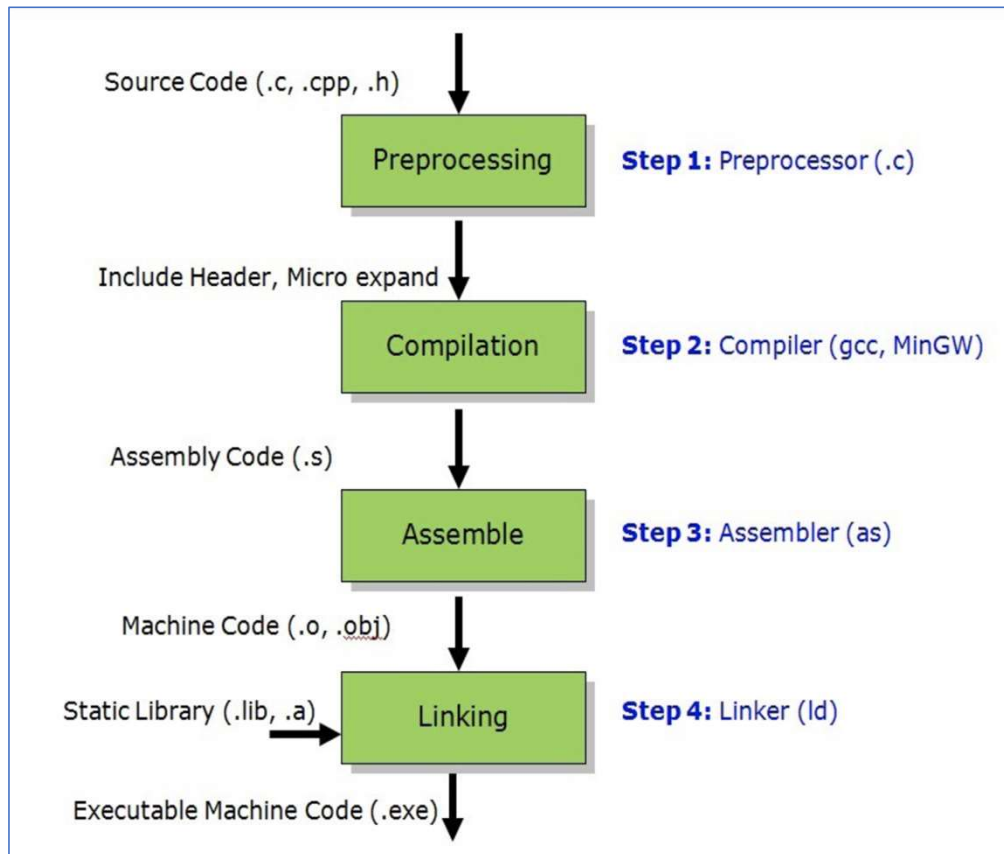 Source Code (.c, .cpp, .h)
Preprocessing
Step 1: Preprocessor (.c)
Include Header, Micro expand
Compilation
Step 2: Compiler (gcc, MinGW)
Assembly Code (.s)
Assemble
Step 3: Assembler (as)
Machine Code (.o, .obj)
Static Library (.lib, .a)
Linking
Step 4: Linker (ld)
Executable Machine Code (.exe)